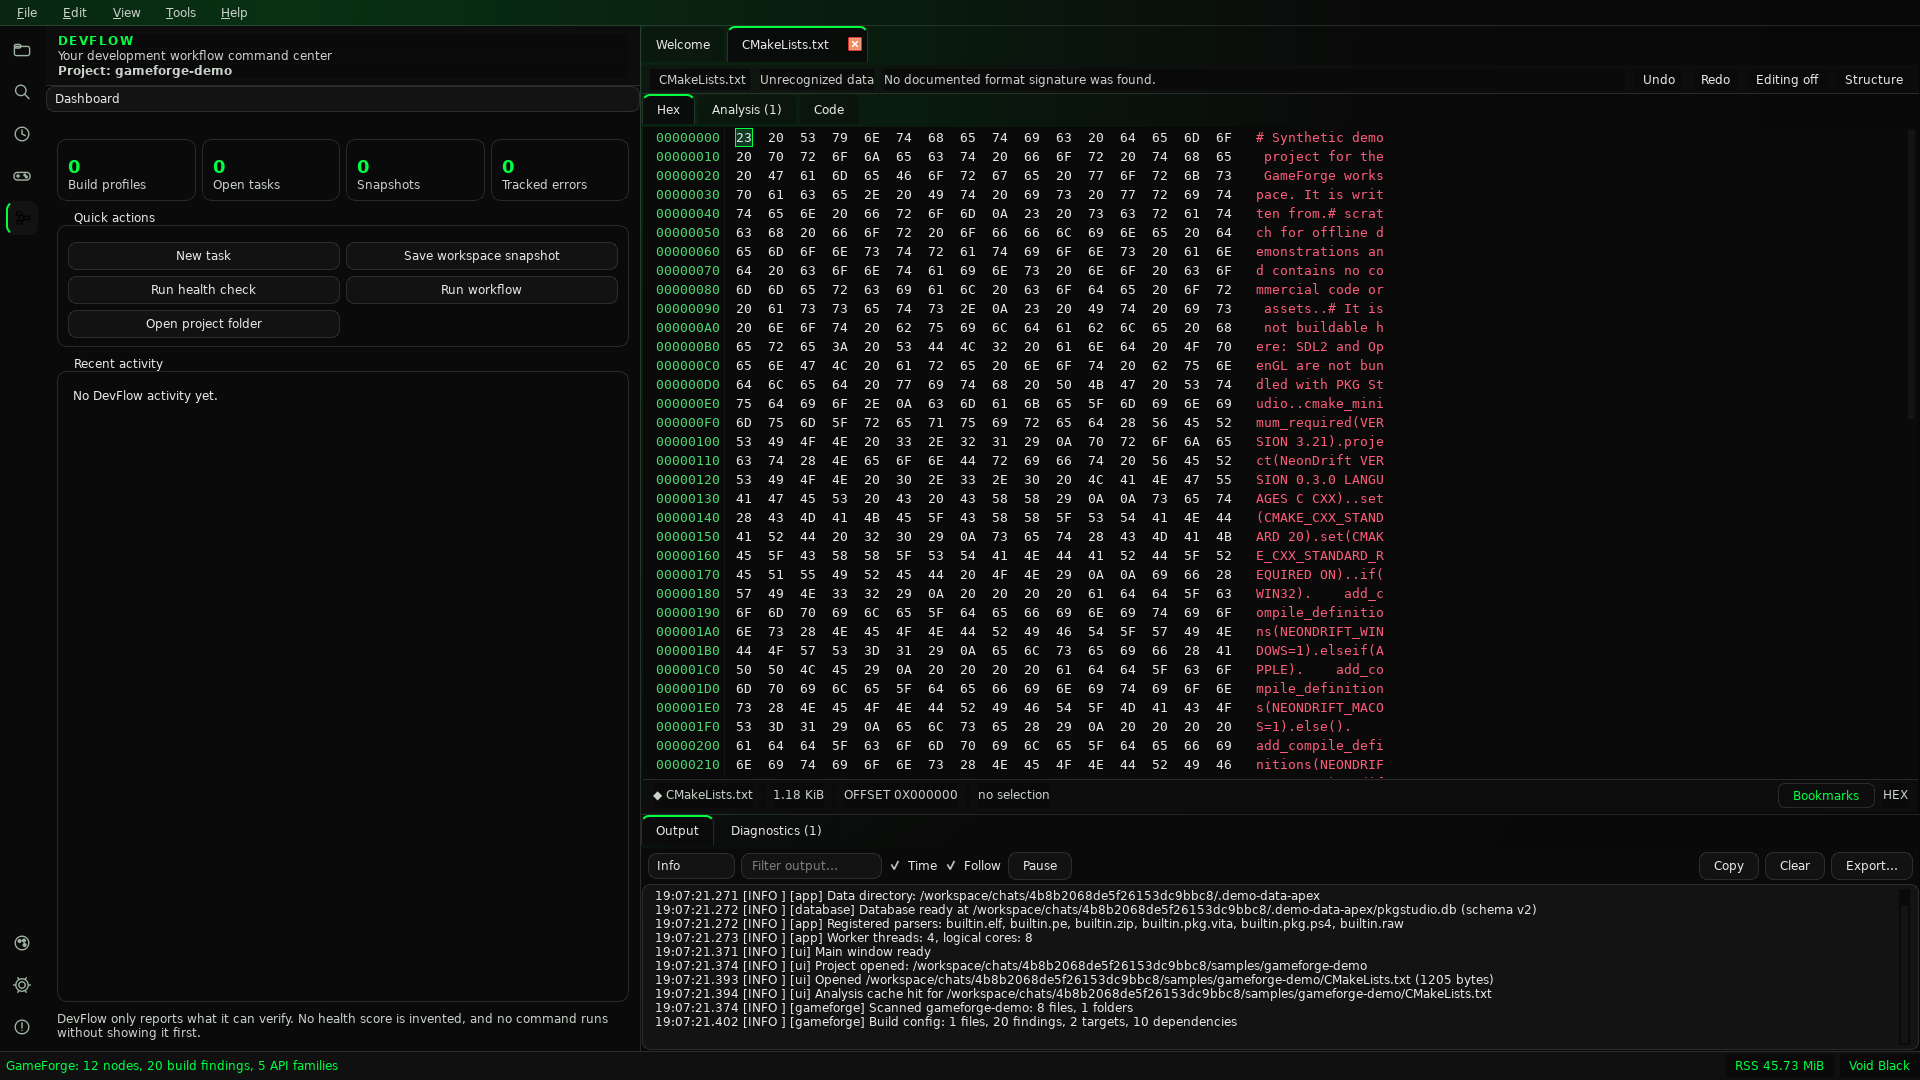 File Edit View Tools Help
DEVFLOW
Your development workflow command center
Project: gameforge-demo
Dashboard
0 0 0 0
Build profiles Open tasks Snapshots Tracked errors
Quick actions
New task Save workspace snapshot
Run health check Run workflow
Open project folder
Recent activity
No DevFlow activity yet.
DevFlow only reports what it can verify. No health score is invented, and no command runs
without showing it first.
Welcome CMakeLists.txt
CMakeLists.txt Unrecognized data No documented format signature was found. Undo Redo Editing off Structure
Hex Analysis (1) Code
00000000 23 20 53 79 6E 74 68 65 74 69 63 20 64 65 6D 6F # Synthetic demo
00000010 20 70 72 6F 6A 65 63 74 20 66 6F 72 20 74 68 65  project for the
00000020 20 47 61 6D 65 46 6F 72 67 65 20 77 6F 72 6B 73  GameForge works
00000030 70 61 63 65 2E 20 49 74 20 69 73 20 77 72 69 74 pace. It is writ
00000040 74 65 6E 20 66 72 6F 6D 0A 23 20 73 63 72 61 74 ten from.# scrat
00000050 63 68 20 66 6F 72 20 6F 66 66 6C 69 6E 65 20 64 ch for offline d
00000060 65 6D 6F 6E 73 74 72 61 74 69 6F 6E 73 20 61 6E emonstrations an
00000070 64 20 63 6F 6E 74 61 69 6E 73 20 6E 6F 20 63 6F d contains no co
00000080 6D 6D 65 72 63 69 61 6C 20 63 6F 64 65 20 6F 72 mmercial code or
00000090 20 61 73 73 65 74 73 2E 0A 23 20 49 74 20 69 73  assets..# It is
000000A0 20 6E 6F 74 20 62 75 69 6C 64 61 62 6C 65 20 68  not buildable h
000000B0 65 72 65 3A 20 53 44 4C 32 20 61 6E 64 20 4F 70 ere: SDL2 and Op
000000C0 65 6E 47 4C 20 61 72 65 20 6E 6F 74 20 62 75 6E enGL are not bun
000000D0 64 6C 65 64 20 77 69 74 68 20 50 4B 47 20 53 74 dled with PKG St
000000E0 75 64 69 6F 2E 0A 63 6D 61 6B 65 5F 6D 69 6E 69 udio..cmake_mini
000000F0 6D 75 6D 5F 72 65 71 75 69 72 65 64 28 56 45 52 mum_required(VER
00000100 53 49 4F 4E 20 33 2E 32 31 29 0A 70 72 6F 6A 65 SION 3.21).proje
00000110 63 74 28 4E 65 6F 6E 44 72 69 66 74 20 56 45 52 ct(NeonDrift VER
00000120 53 49 4F 4E 20 30 2E 33 2E 30 20 4C 41 4E 47 55 SION 0.3.0 LANGU
00000130 41 47 45 53 20 43 20 43 58 58 29 0A 0A 73 65 74 AGES C CXX)..set
00000140 28 43 4D 41 4B 45 5F 43 58 58 5F 53 54 41 4E 44 (CMAKE_CXX_STAND
00000150 41 52 44 20 32 30 29 0A 73 65 74 28 43 4D 41 4B ARD 20).set(CMAK
00000160 45 5F 43 58 58 5F 53 54 41 4E 44 41 52 44 5F 52 E_CXX_STANDARD_R
00000170 45 51 55 49 52 45 44 20 4F 4E 29 0A 0A 69 66 28 EQUIRED ON)..if(
00000180 57 49 4E 33 32 29 0A 20 20 20 20 61 64 64 5F 63 WIN32).    add_c
00000190 6F 6D 70 69 6C 65 5F 64 65 66 69 6E 69 74 69 6F ompile_definitio
000001A0 6E 73 28 4E 45 4F 4E 44 52 49 46 54 5F 57 49 4E ns(NEONDRIFT_WIN
000001B0 44 4F 57 53 3D 31 29 0A 65 6C 73 65 69 66 28 41 DOWS=1).elseif(A
000001C0 50 50 4C 45 29 0A 20 20 20 20 61 64 64 5F 63 6F PPLE).    add_co
000001D0 6D 70 69 6C 65 5F 64 65 66 69 6E 69 74 69 6F 6E mpile_definition
000001E0 73 28 4E 45 4F 4E 44 52 49 46 54 5F 4D 41 43 4F s(NEONDRIFT_MACO
000001F0 53 3D 31 29 0A 65 6C 73 65 28 29 0A 20 20 20 20 S=1).else().
00000200 61 64 64 5F 63 6F 6D 70 69 6C 65 5F 64 65 66 69 add_compile_defi
00000210 6E 69 74 69 6F 6E 73 28 4E 45 4F 4E 44 52 49 46 nitions(NEONDRIF
◆ CMakeLists.txt 1.18 KiB OFFSET 0X000000 no selection Bookmarks HEX
Output Diagnostics (1)
Info Filter output... ✓ Time ✓ Follow Pause Copy Clear Export...
19:07:21.271 [INFO ] [app] Data directory: /workspace/chats/4b8b2068de5f26153dc9bbc8/.demo-data-apex
19:07:21.272 [INFO ] [database] Database ready at /workspace/chats/4b8b2068de5f26153dc9bbc8/.demo-data-apex/pkgstudio.db (schema v2)
19:07:21.272 [INFO ] [app] Registered parsers: builtin.elf, builtin.pe, builtin.zip, builtin.pkg.vita, builtin.pkg.ps4, builtin.raw
19:07:21.273 [INFO ] [app] Worker threads: 4, logical cores: 8
19:07:21.371 [INFO ] [ui] Main window ready
19:07:21.374 [INFO ] [ui] Project opened: /workspace/chats/4b8b2068de5f26153dc9bbc8/samples/gameforge-demo
19:07:21.393 [INFO ] [ui] Opened /workspace/chats/4b8b2068de5f26153dc9bbc8/samples/gameforge-demo/CMakeLists.txt (1205 bytes)
19:07:21.394 [INFO ] [ui] Analysis cache hit for /workspace/chats/4b8b2068de5f26153dc9bbc8/samples/gameforge-demo/CMakeLists.txt
19:07:21.374 [INFO ] [gameforge] Scanned gameforge-demo: 8 files, 1 folders
19:07:21.402 [INFO ] [gameforge] Build config: 1 files, 20 findings, 2 targets, 10 dependencies
GameForge: 12 nodes, 20 build findings, 5 API families RSS 45.73 MiB Void Black